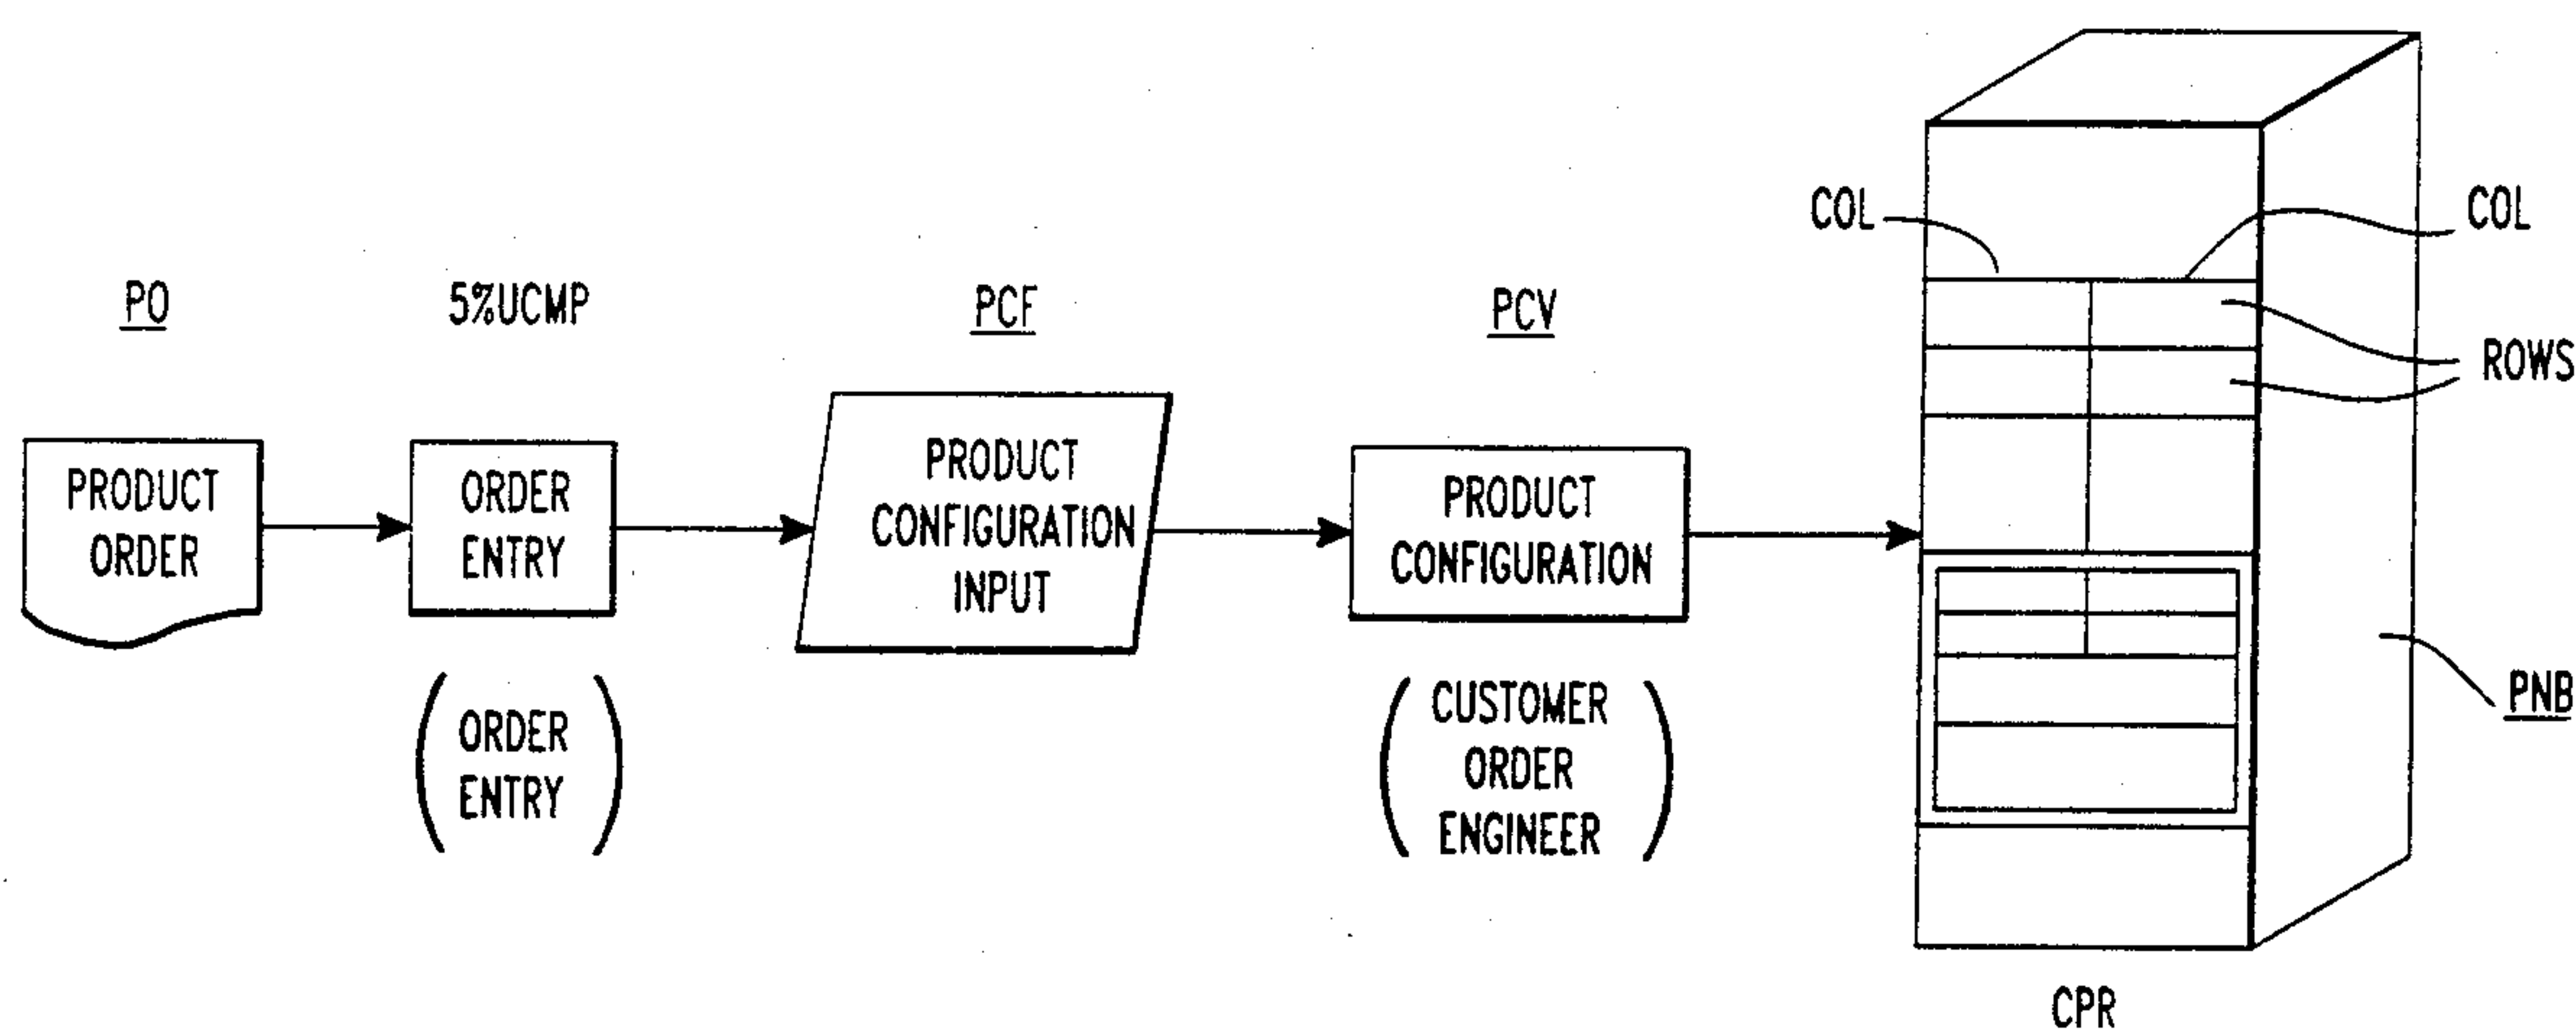 PO
5%UCMP
PCF
PCV
COL
COL
ROWS
PNB
PRODUCT
ORDER
ORDER
ENTRY
PRODUCT
CONFIGURATION
INPUT
PRODUCT
CONFIGURATION
(ORDER
ENTRY)
(CUSTOMER
ORDER
ENGINEER)
CPR